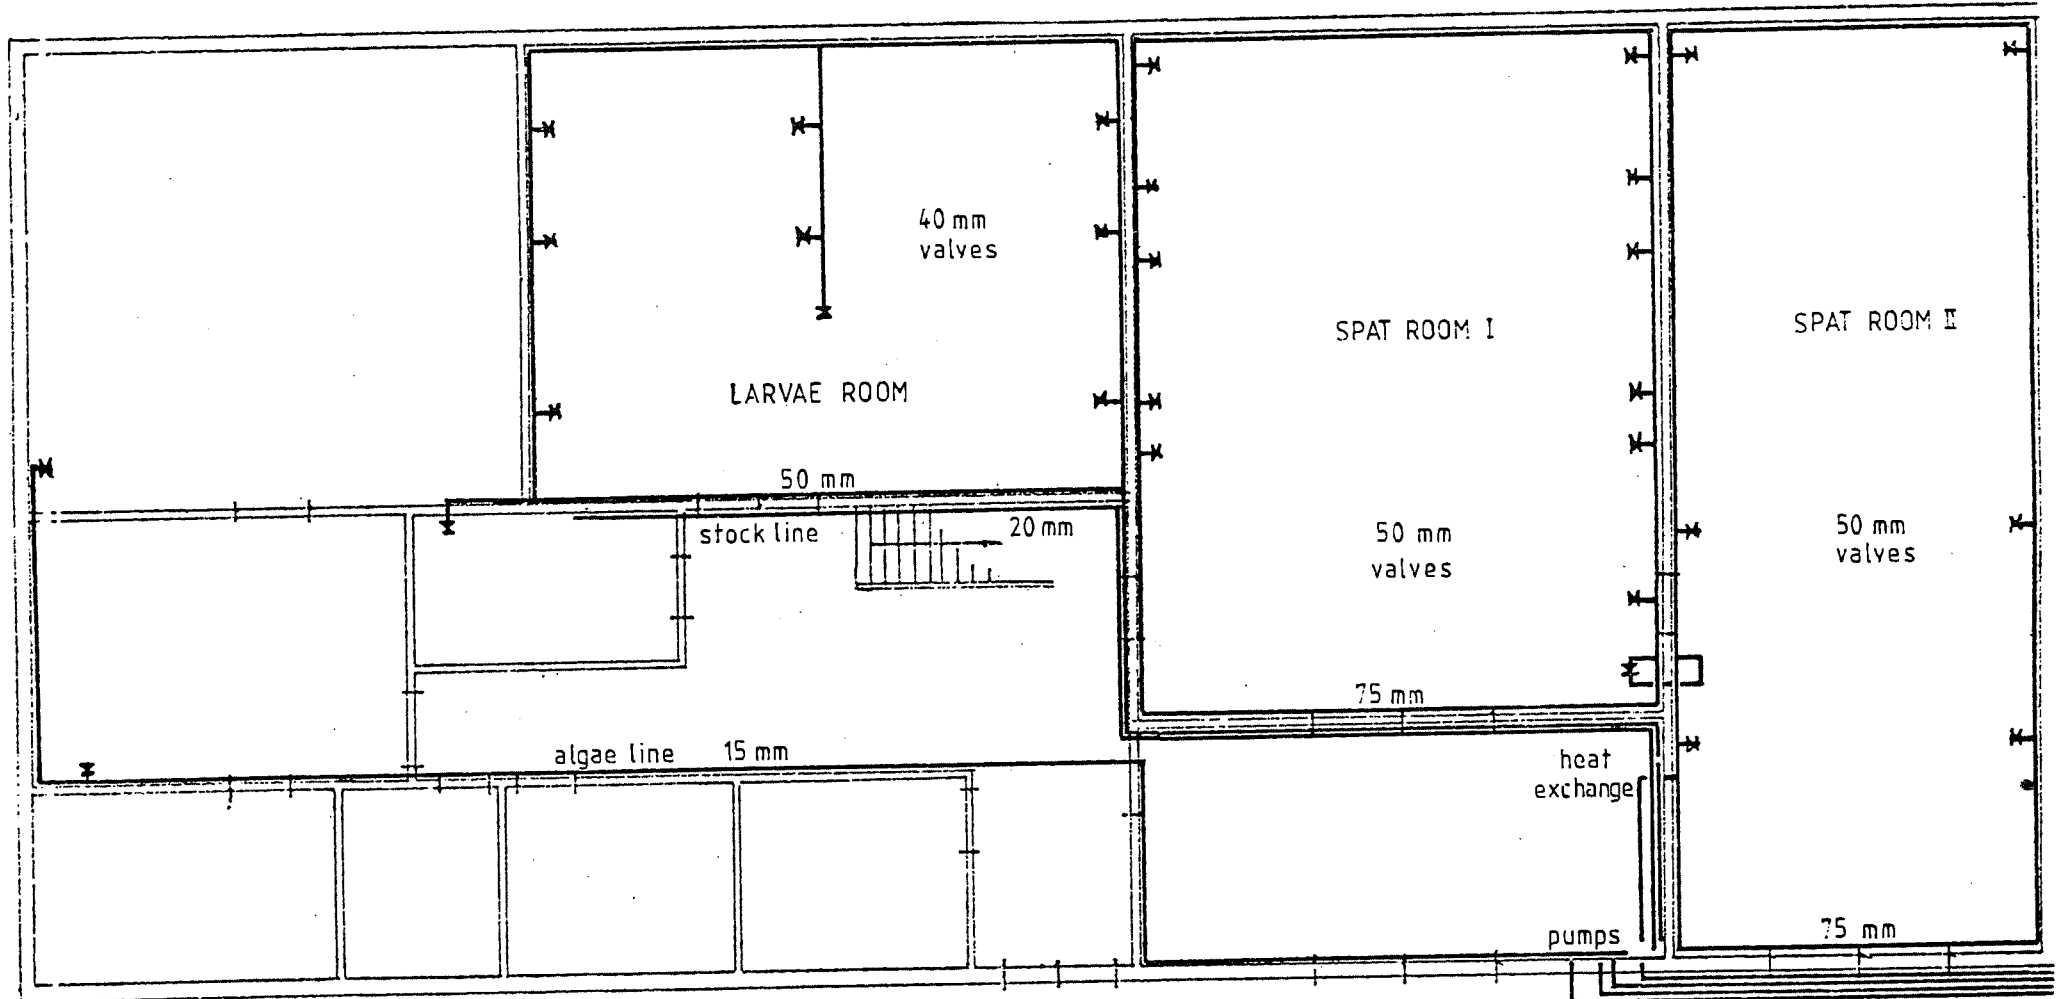 40 mm
valves
SPAT ROOM I
SPAT ROOM II
LARVAE ROOM
50 mm
stock line
20 mm
50 mm
valves
50 mm
valves
75 mm
algae line 15 mm
heat
exchange
75 mm
pumps